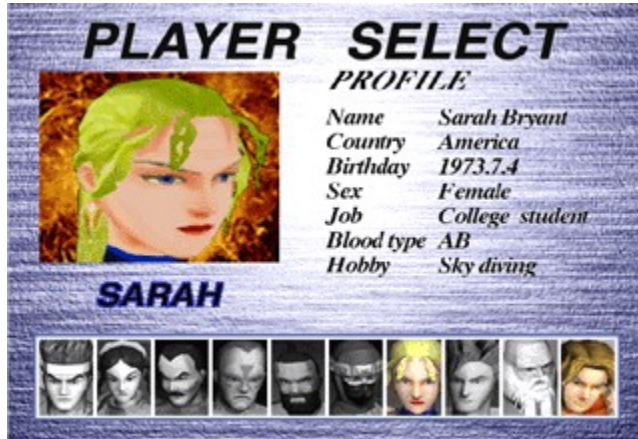 PLAYER SELECT
PROFILE
Name Sarah Bryant
Country America
Birthday 1973.7.4
Sex Female
Job College student
Blood type AB
Hobby Sky diving
SARAH